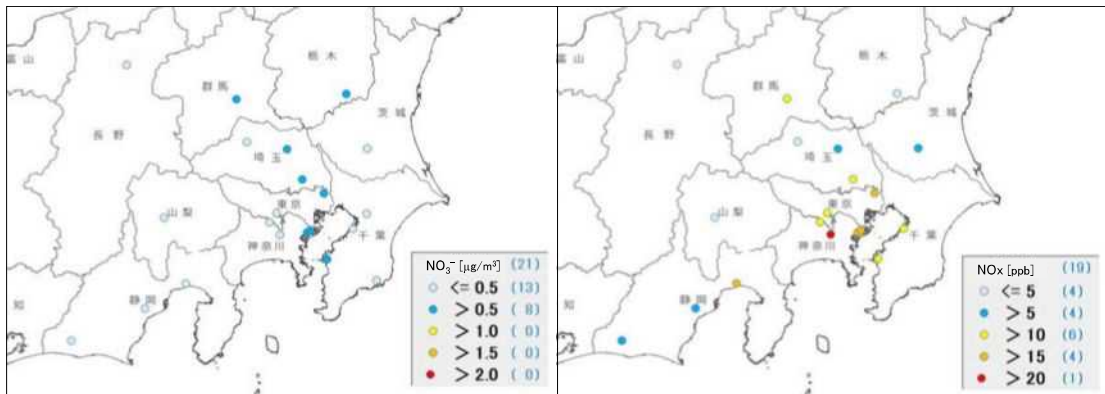 富山
栃木
群馬
茨城
長野
埼玉
東京
山梨
千葉
神奈川
静岡
知
NO₃⁻ [μg/m³] (21)
<= 0.5 (13)
> 0.5 ( 8)
> 1.0 ( 0)
> 1.5 ( 0)
> 2.0 ( 0)
富山
栃木
群馬
茨城
長野
埼玉
東京
山梨
千葉
神奈川
静岡
知
NOx [ppb] (19)
<= 5 (4)
> 5 (4)
> 10 (6)
> 15 (4)
> 20 (1)